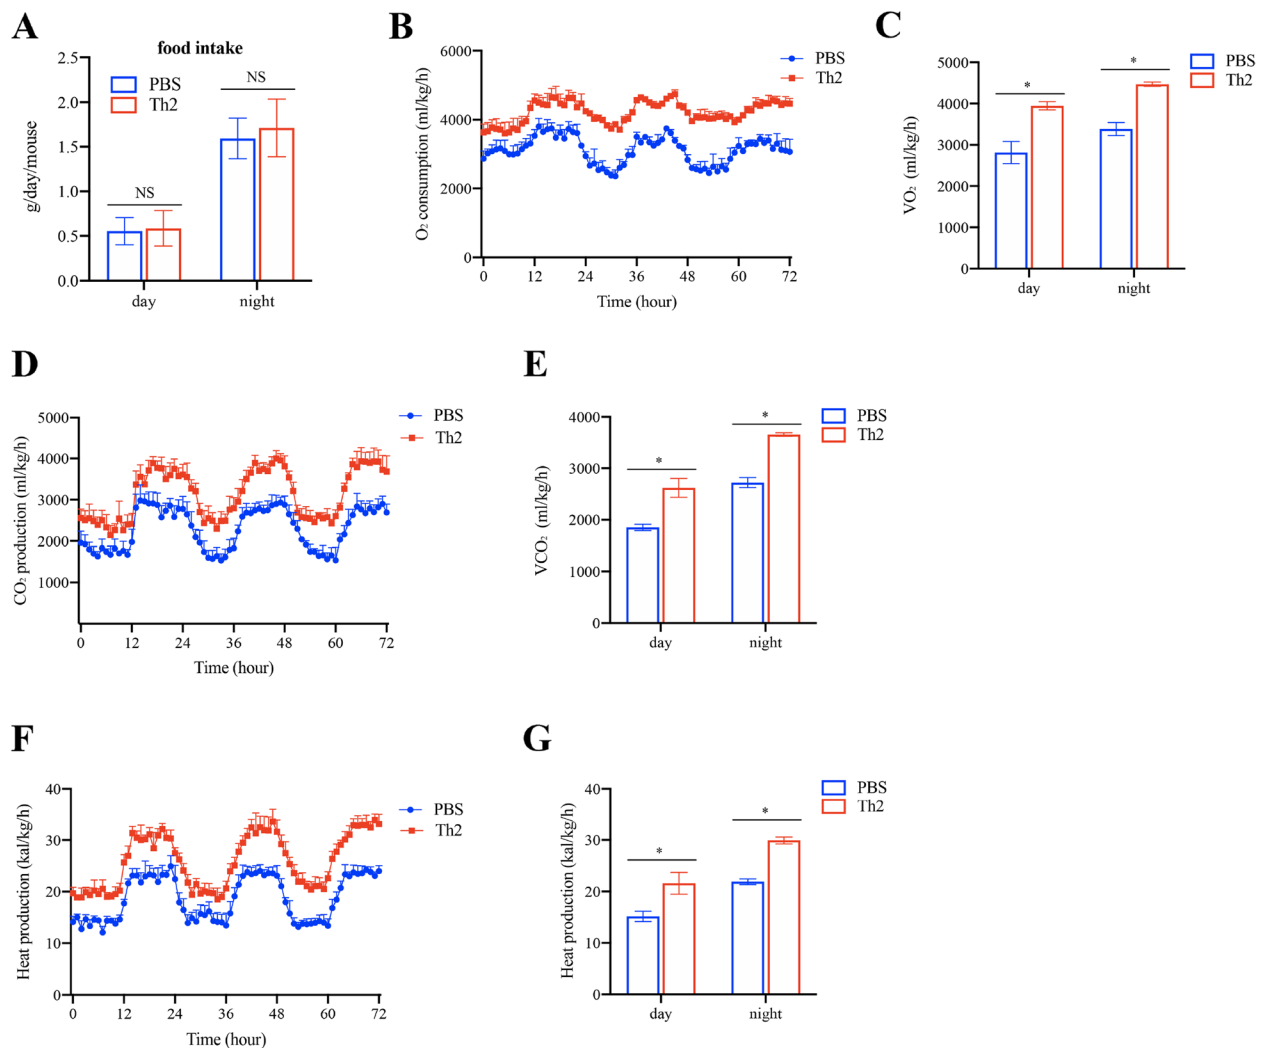 A
food intake
PBS
Th2
NS
NS
g/day/mouse
2.5
2.0
1.5
1.0
0.5
0.0
day
night
B
PBS
Th2
O₂ consumption (ml/kg/h)
6000
4000
2000
0
0 12 24 36 48 60 72
Time (hour)
C
PBS
Th2
*
*
VO₂ (ml/kg/h)
5000
4000
3000
2000
1000
0
day
night
D
PBS
Th2
CO₂ production (ml/kg/h)
5000
4000
3000
2000
1000
0 12 24 36 48 60 72
Time (hour)
E
PBS
Th2
*
*
VCO₂ (ml/kg/h)
4000
3000
2000
1000
0
day
night
F
PBS
Th2
Heat production (kal/kg/h)
40
30
20
10
0
0 12 24 36 48 60 72
Time (hour)
G
PBS
Th2
*
*
Heat production (kal/kg/h)
40
30
20
10
0
day
night